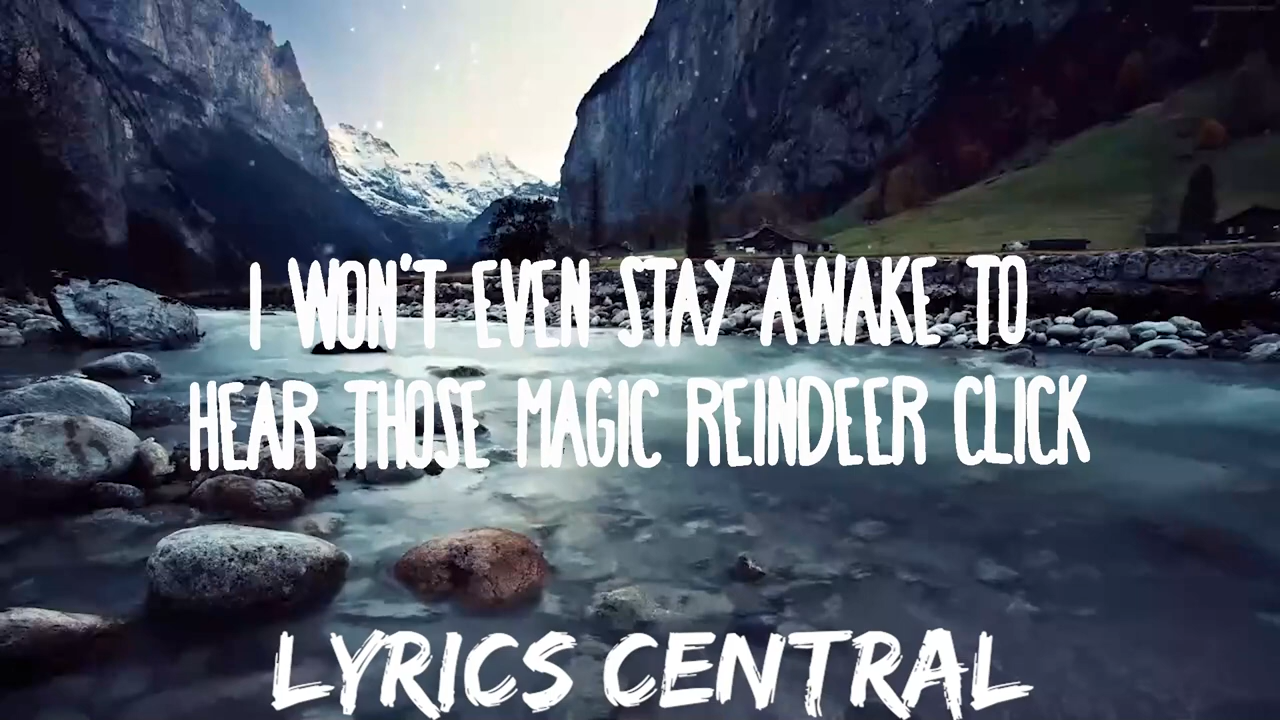 I WON'T EVEN STAY AWAKE TO
HEAR THOSE MAGIC REINDEER CLICK
LYRICS CENTRAL